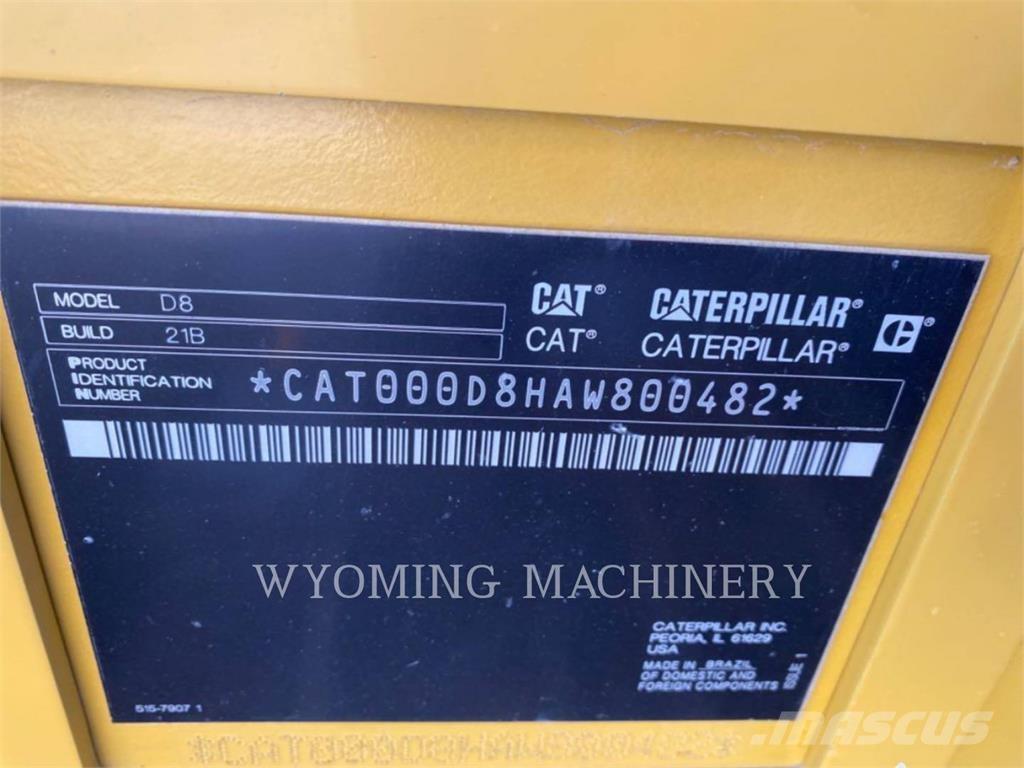 MODEL D8
BUILD 21B
CAT® CATERPILLAR®
CAT® CATERPILLAR®
PRODUCT
IDENTIFICATION
NUMBER
*CAT000D8HAW800482*
WYOMING MACHINERY
CATERPILLAR INC.
PEORIA, IL 61629
USA
MADE IN BRAZIL
OF DOMESTIC AND
FOREIGN COMPONENTS
ISSUE 1
515-7907 1
*CAT000D8HAW800482*
MASCUS